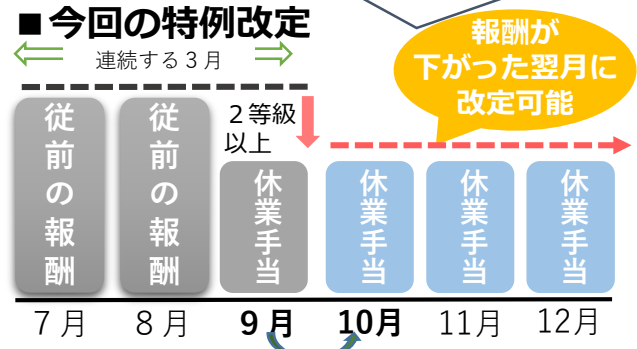 ■今回の特例改定
連続する3月
報酬が
下がった翌月に
改定可能
2等級
以上
従前の報酬
従前の報酬
休業手当
休業手当
休業手当
休業手当
7月
8月
9月
10月
11月
12月